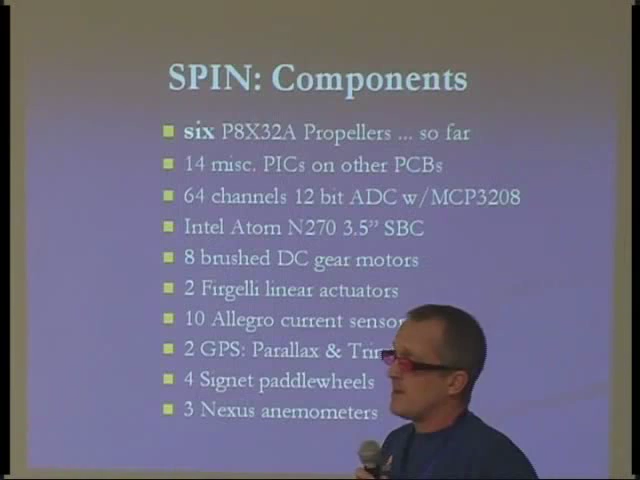 SPIN: Components
six P8X32A Propellers ... so far
14 misc. PICs on other PCBs
64 channels 12 bit ADC w/MCP3208
Intel Atom N270 3.5” SBC
8 brushed DC gear motors
2 Firgelli linear actuators
10 Allegro current sensor
2 GPS: Parallax &
4 Signet paddlewheels
3 Nexus anemometers